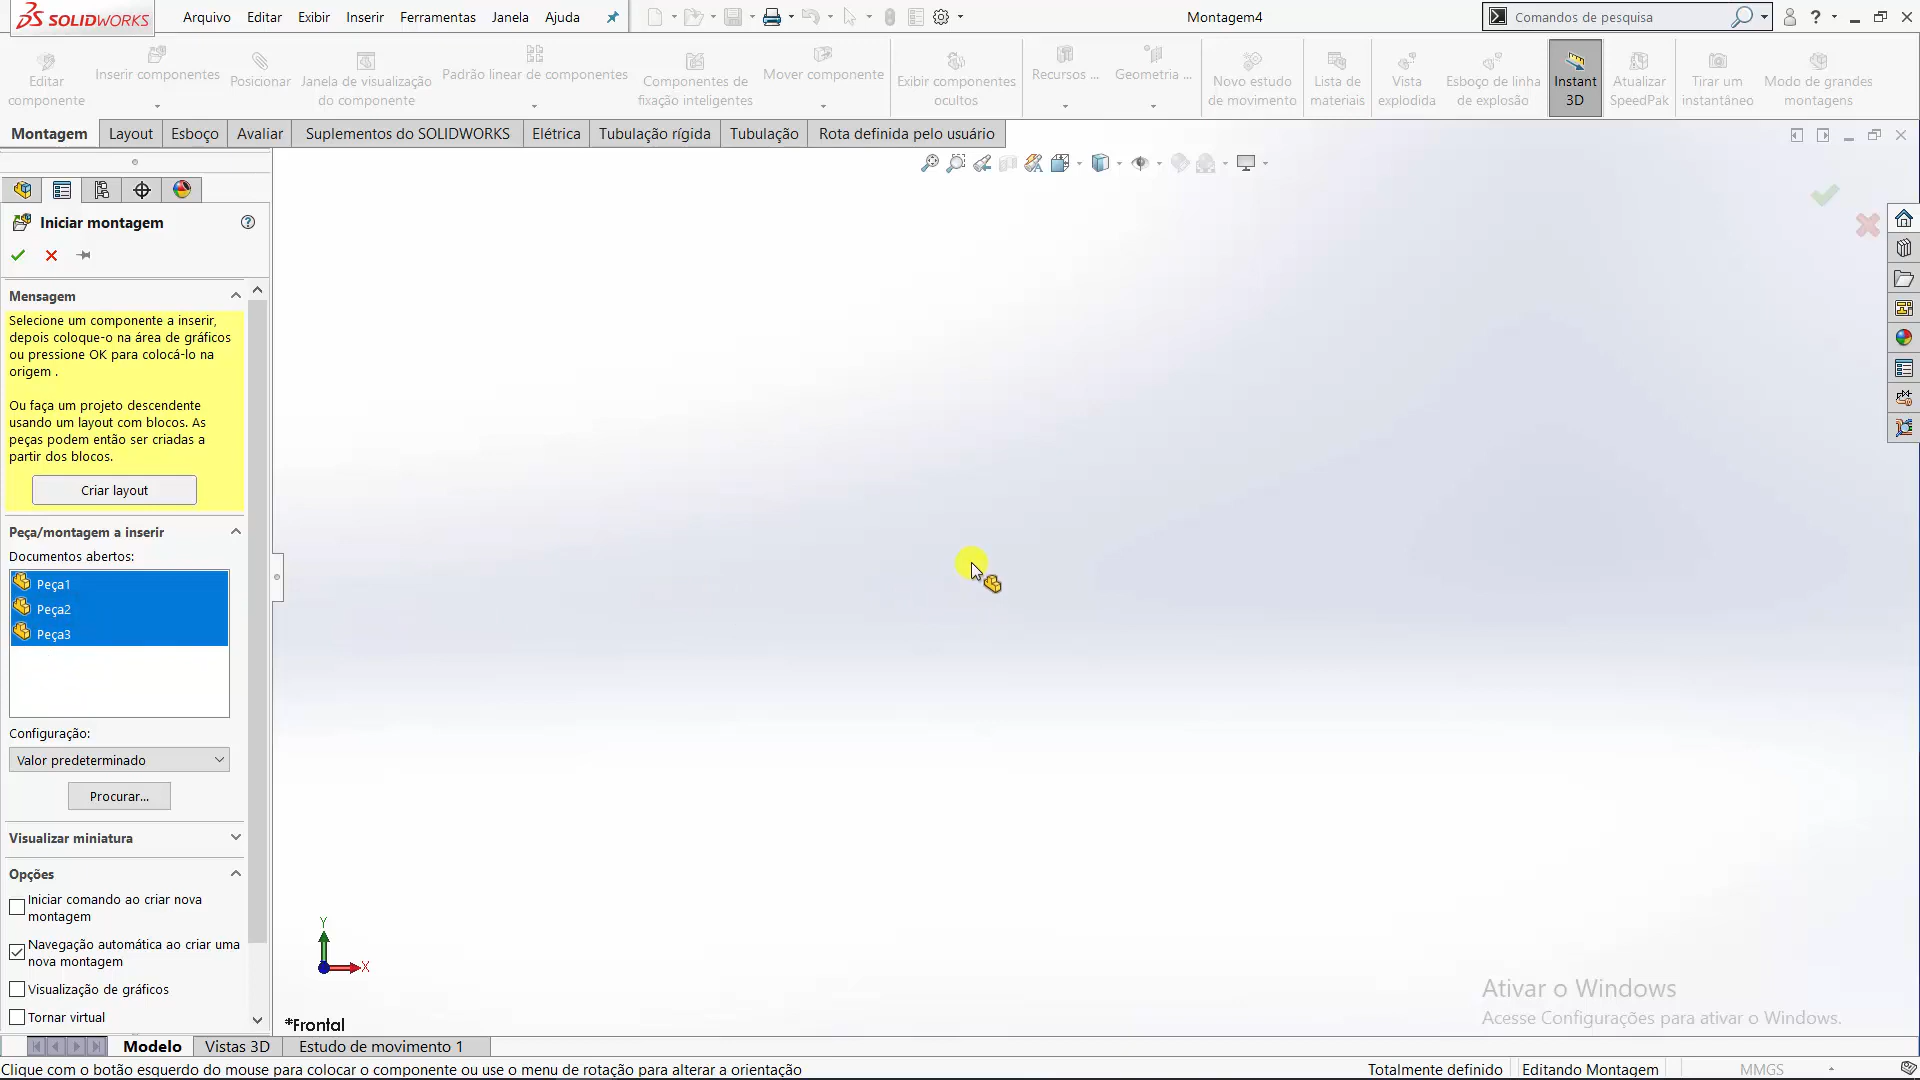 SOLIDWORKS
Arquivo Editar Exibir Inserir Ferramentas Janela Ajuda
Montagem4
Comandos de pesquisa
Editar componente
Inserir componentes
Posicionar
Janela de visualização do componente
Padrão linear de componentes
Componentes de fixação inteligentes
Mover componente
Exibir componentes ocultos
Recursos ...
Geometria ...
Novo estudo de movimento
Lista de materiais
Vista explodida
Esboço de linha de explosão
Instant 3D
Atualizar SpeedPak
Tirar um instantâneo
Modo de grandes montagens
Montagem Layout Esboço Avaliar Suplementos do SOLIDWORKS Elétrica Tubulação rígida Tubulação Rota definida pelo usuário
Iniciar montagem
Mensagem
Selecione um componente a inserir,
depois coloque-o na área de gráficos
ou pressione OK para colocá-lo na
origem .
Ou faça um projeto descendente
usando um layout com blocos. As
peças podem então ser criadas a
partir dos blocos.
Criar layout
Peça/montagem a inserir
Documentos abertos:
Peça1
Peça2
Peça3
Configuração:
Valor predeterminado
Procurar...
Visualizar miniatura
Opções
Iniciar comando ao criar nova
montagem
Navegação automática ao criar uma
nova montagem
Visualização de gráficos
Tornar virtual
Y
X
*Frontal
Ativar o Windows
Acesse Configurações para ativar o Windows.
Modelo Vistas 3D Estudo de movimento 1
Clique com o botão esquerdo do mouse para colocar o componente ou use o menu de rotação para alterar a orientação
Totalmente definido Editando Montagem MMGS